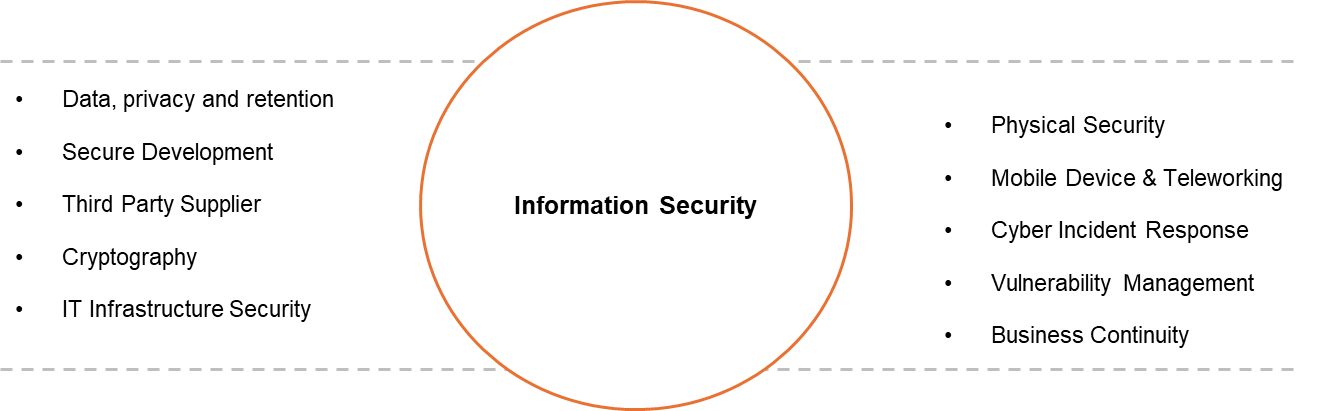 • Data, privacy and retention
• Secure Development
• Third Party Supplier
• Cryptography
• IT Infrastructure Security
Information Security
• Physical Security
• Mobile Device & Teleworking
• Cyber Incident Response
• Vulnerability Management
• Business Continuity